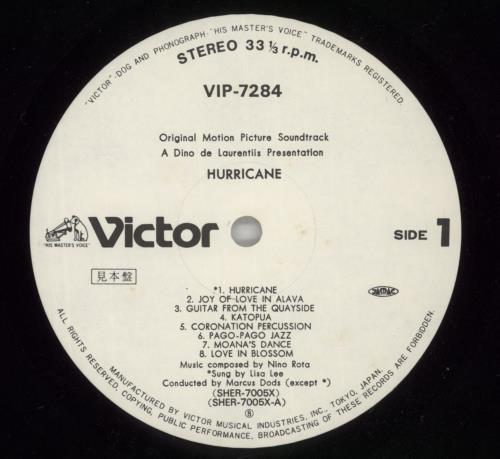 "VICTOR"-DOG AND PHONOGRAPH-"HIS MASTER'S VOICE" TRADEMARKS REGISTERED.
STEREO 33 1/3 r.p.m.
VIP-7284
Original Motion Picture Soundtrack
A Dino de Laurentiis Presentation
HURRICANE
"HIS MASTER'S VOICE"
Victor
SIDE 1
見本盤
JASRAC
*1. HURRICANE
2. JOY OF LOVE IN ALAVA
3. GUITAR FROM THE QUAYSIDE
4. KATOPUA
5. CORONATION PERCUSSION
6. PAGO-PAGO JAZZ
7. MOANA'S DANCE
8. LOVE IN BLOSSOM
Music composed by Nino Rota
*Sung by Lisa Lee
Conducted by Marcus Dods (except *)
(SHER-7005X)
(SHER-7005X-A)
Ⓑ
MANUFACTURED BY VICTOR MUSICAL INDUSTRIES, INC., TOKYO, JAPAN.
ALL RIGHTS RESERVED, COPYING, PUBLIC PERFORMANCE, BROADCASTING OF THESE RECORDS ARE FORBIDDEN.